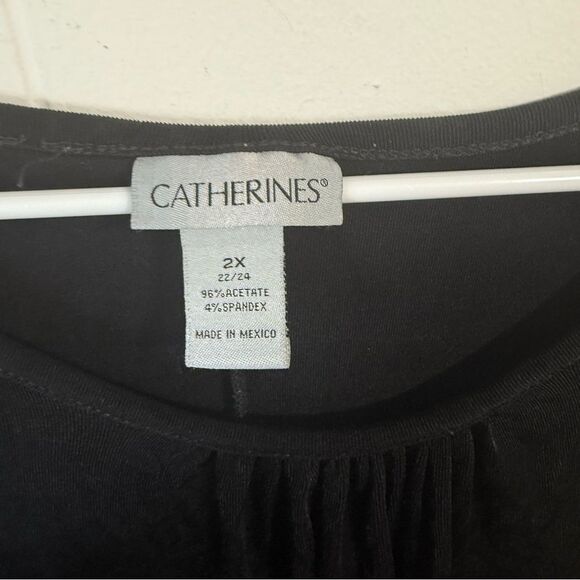 CATHERINES®
2X
22/24
96% ACETATE
4% SPANDEX
MADE IN MEXICO